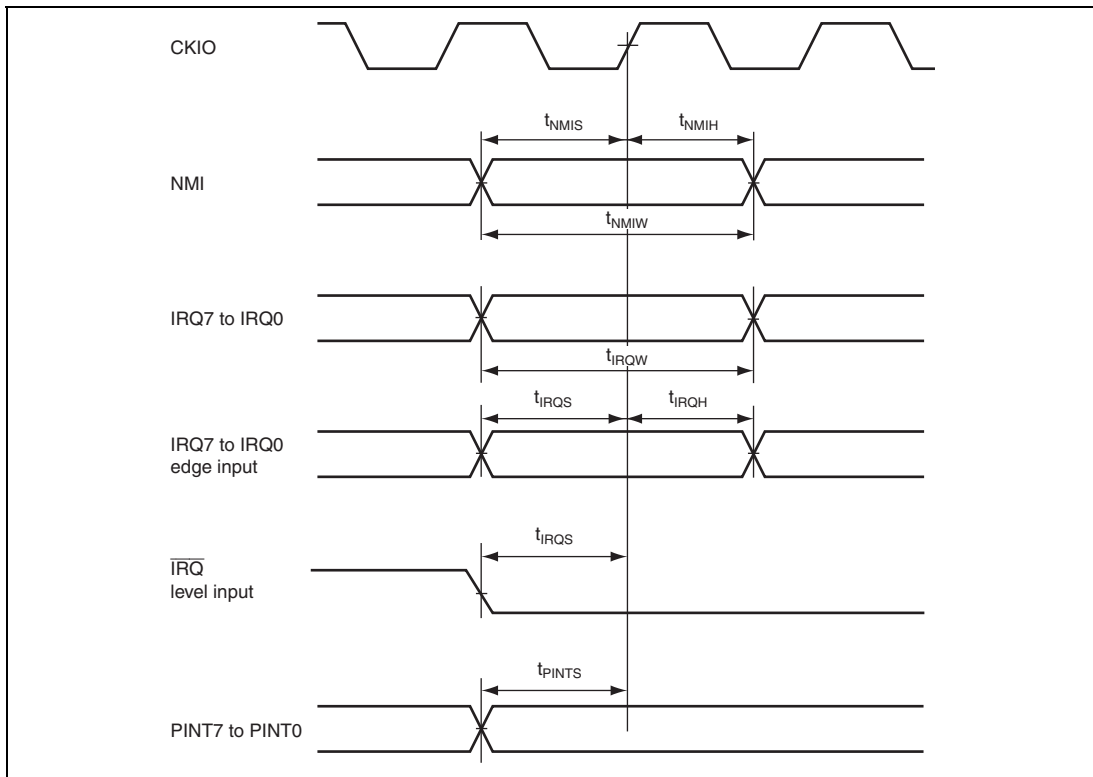 CKIO
tNMIS
tNMIH
NMI
tNMIW
IRQ7 to IRQ0
tIRQW
tIRQS
tIRQH
IRQ7 to IRQ0
edge input
tIRQS
I̅R̅Q̅
level input
tPINTS
PINT7 to PINT0